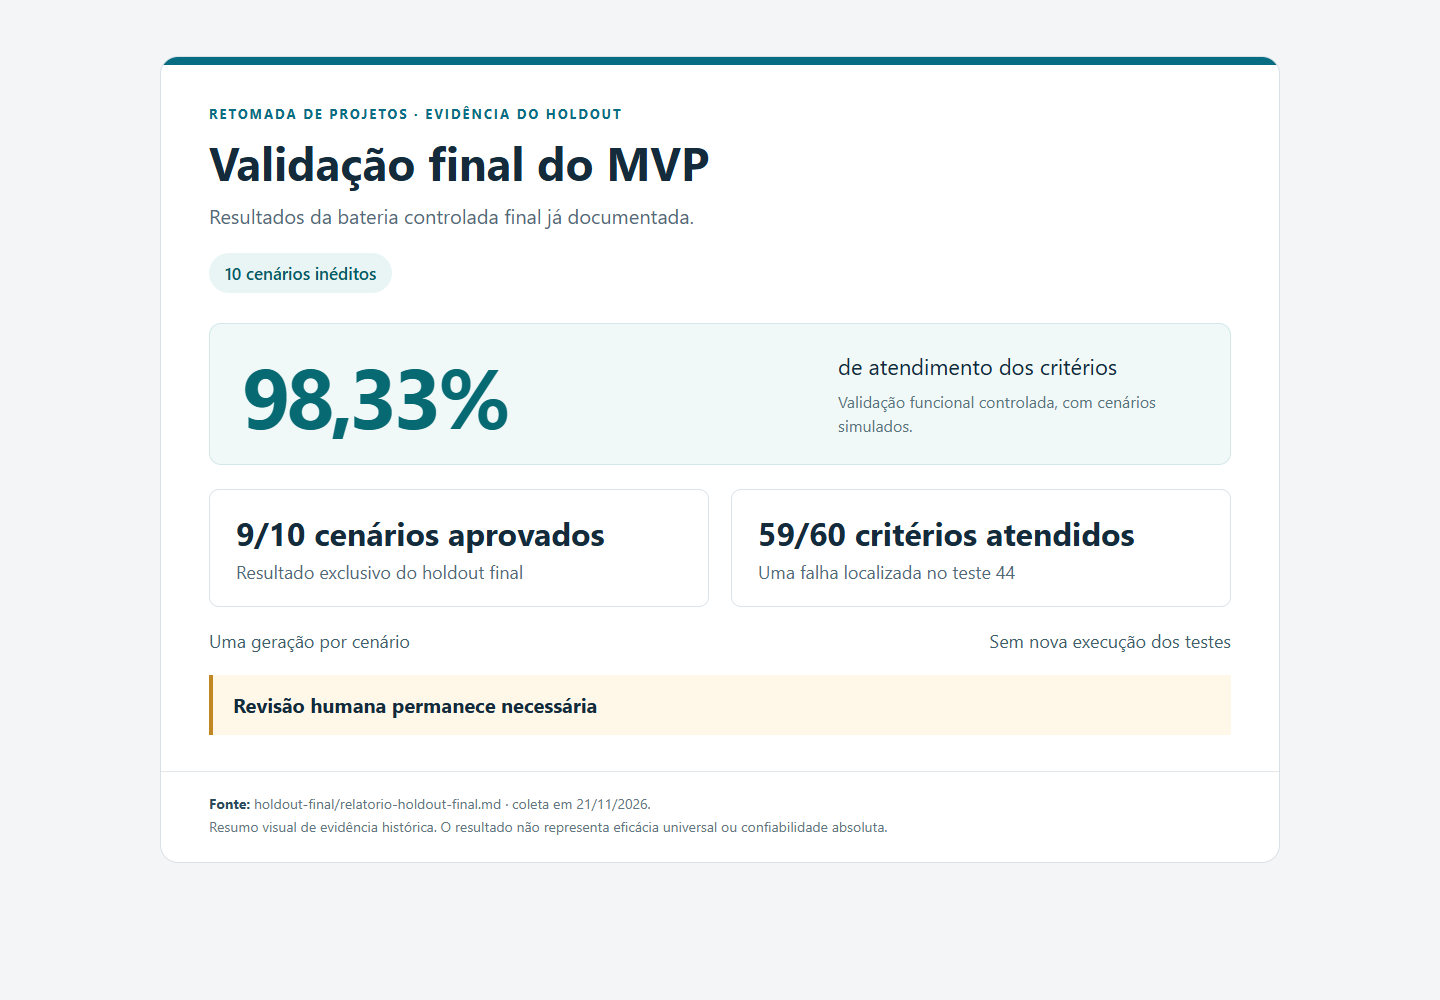 RETOMADA DE PROJETOS · EVIDÊNCIA DO HOLDOUT
Validação final do MVP
Resultados da bateria controlada final já documentada.
10 cenários inéditos
98,33%
de atendimento dos critérios
Validação funcional controlada, com cenários
simulados.
9/10 cenários aprovados
Resultado exclusivo do holdout final
59/60 critérios atendidos
Uma falha localizada no teste 44
Uma geração por cenário
Sem nova execução dos testes
Revisão humana permanece necessária
Fonte: holdout-final/relatorio-holdout-final.md · coleta em 21/11/2026.
Resumo visual de evidência histórica. O resultado não representa eficácia universal ou confiabilidade absoluta.